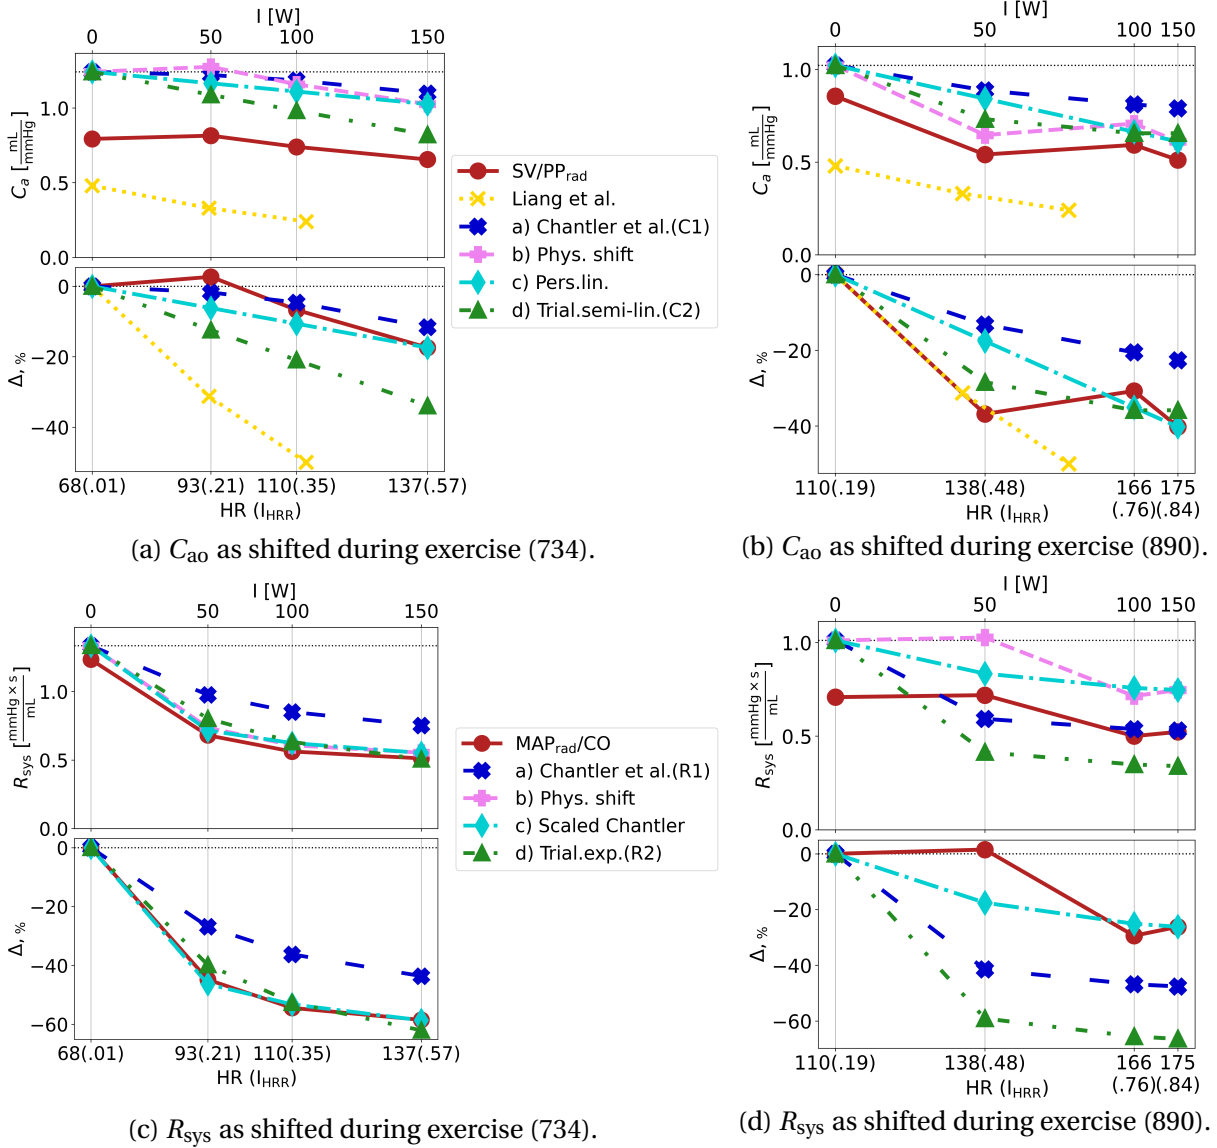 I [W]
0 50 100 150
C_a [mL/mmHg]
1.0
0.5
0.0
SV/PP_rad
Liang et al.
a) Chantler et al.(C1)
b) Phys. shift
c) Pers.lin.
d) Trial.semi-lin.(C2)
Δ, %
0
−20
−40
68(.01) 93(.21) 110(.35) 137(.57)
HR (I_HRR)
(a) C_ao as shifted during exercise (734).
I [W]
0 50 100 150
C_a [mL/mmHg]
1.0
0.5
0.0
Δ, %
0
−20
−40
110(.19) 138(.48) 166 175
HR (I_HRR) (.76)(.84)
(b) C_ao as shifted during exercise (890).
I [W]
0 50 100 150
R_sys [mmHg × s/mL]
1.0
0.5
0.0
MAP_rad/CO
a) Chantler et al.(R1)
b) Phys. shift
c) Scaled Chantler
d) Trial.exp.(R2)
Δ, %
0
−20
−40
−60
68(.01) 93(.21) 110(.35) 137(.57)
HR (I_HRR)
(c) R_sys as shifted during exercise (734).
I [W]
0 50 100 150
R_sys [mmHg × s/mL]
1.0
0.5
0.0
Δ, %
0
−20
−40
−60
110(.19) 138(.48) 166 175
HR (I_HRR) (.76)(.84)
(d) R_sys as shifted during exercise (890).